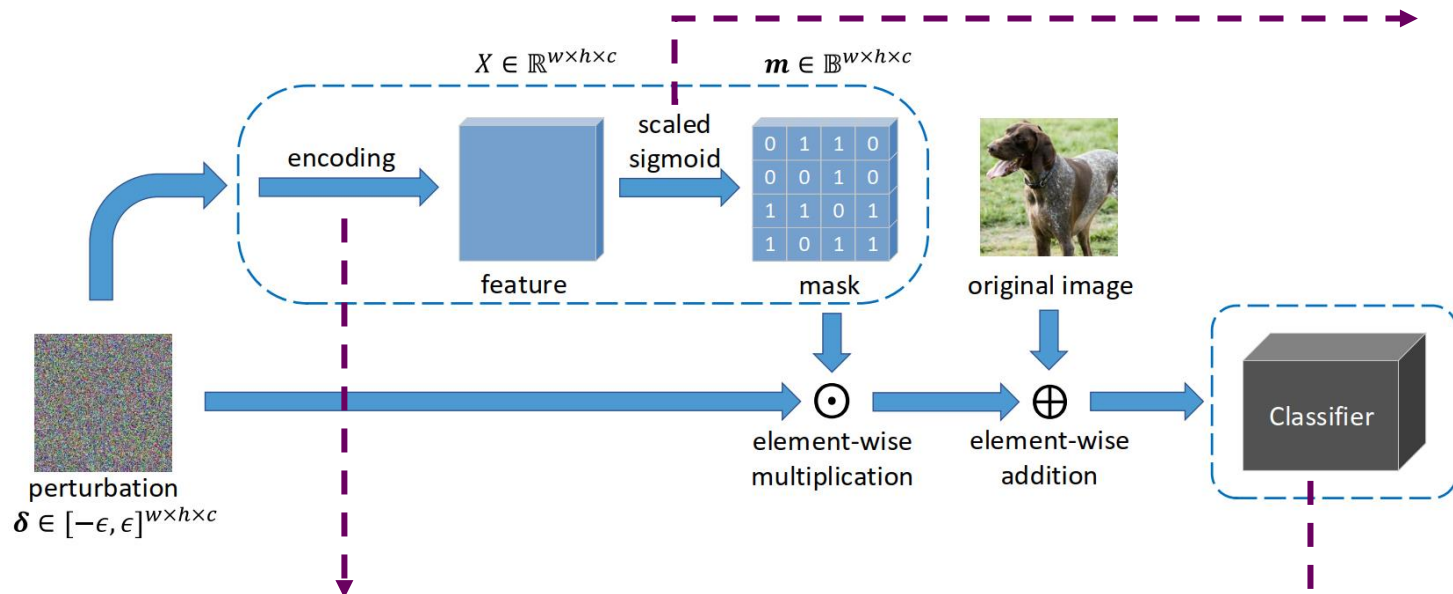 X ∈ ℝ^{w×h×c}
m ∈ 𝔹^{w×h×c}
encoding
scaled
sigmoid
0 1 1 0
0 0 1 0
1 1 0 1
1 0 1 1
feature
mask
original image
perturbation
δ ∈ [−ϵ, ϵ]^{w×h×c}
element-wise
multiplication
element-wise
addition
Classifier